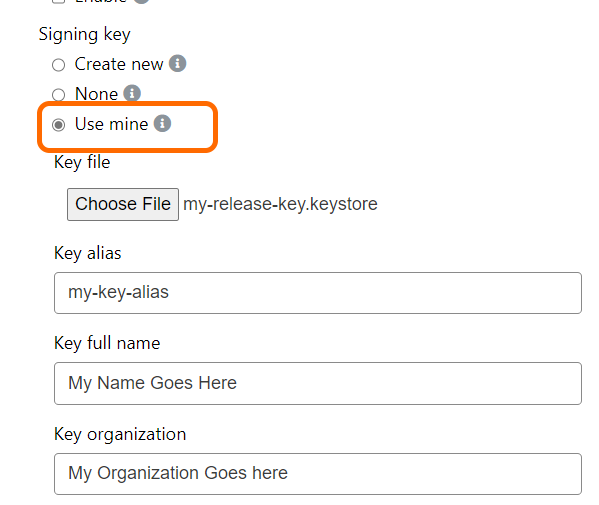 Enable
Signing key
Create new
None
Use mine
Key file
Choose File my-release-key.keystore
Key alias
my-key-alias
Key full name
My Name Goes Here
Key organization
My Organization Goes here